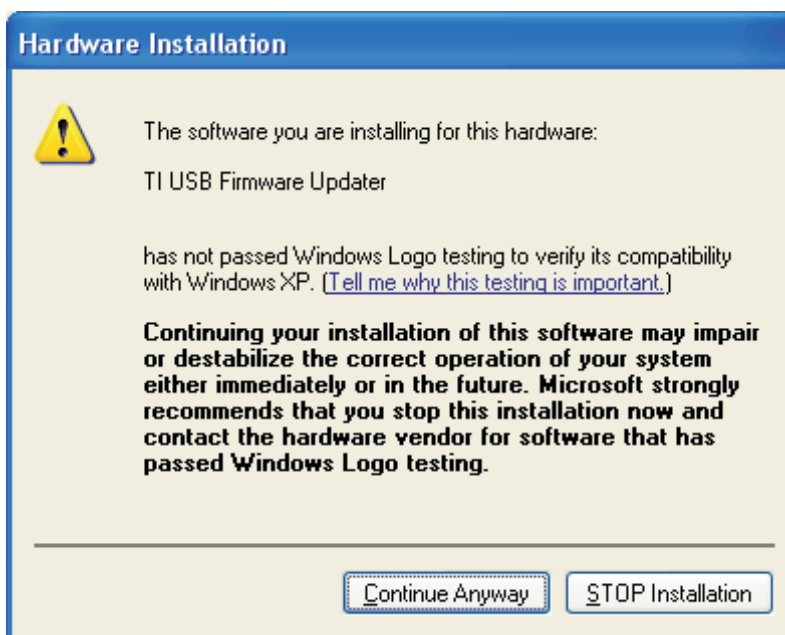 Hardware Installation
The software you are installing for this hardware:
TI USB Firmware Updater
has not passed Windows Logo testing to verify its compatibility
with Windows XP. (Tell me why this testing is important.)
Continuing your installation of this software may impair
or destabilize the correct operation of your system
either immediately or in the future. Microsoft strongly
recommends that you stop this installation now and
contact the hardware vendor for software that has
passed Windows Logo testing.
Continue Anyway STOP Installation